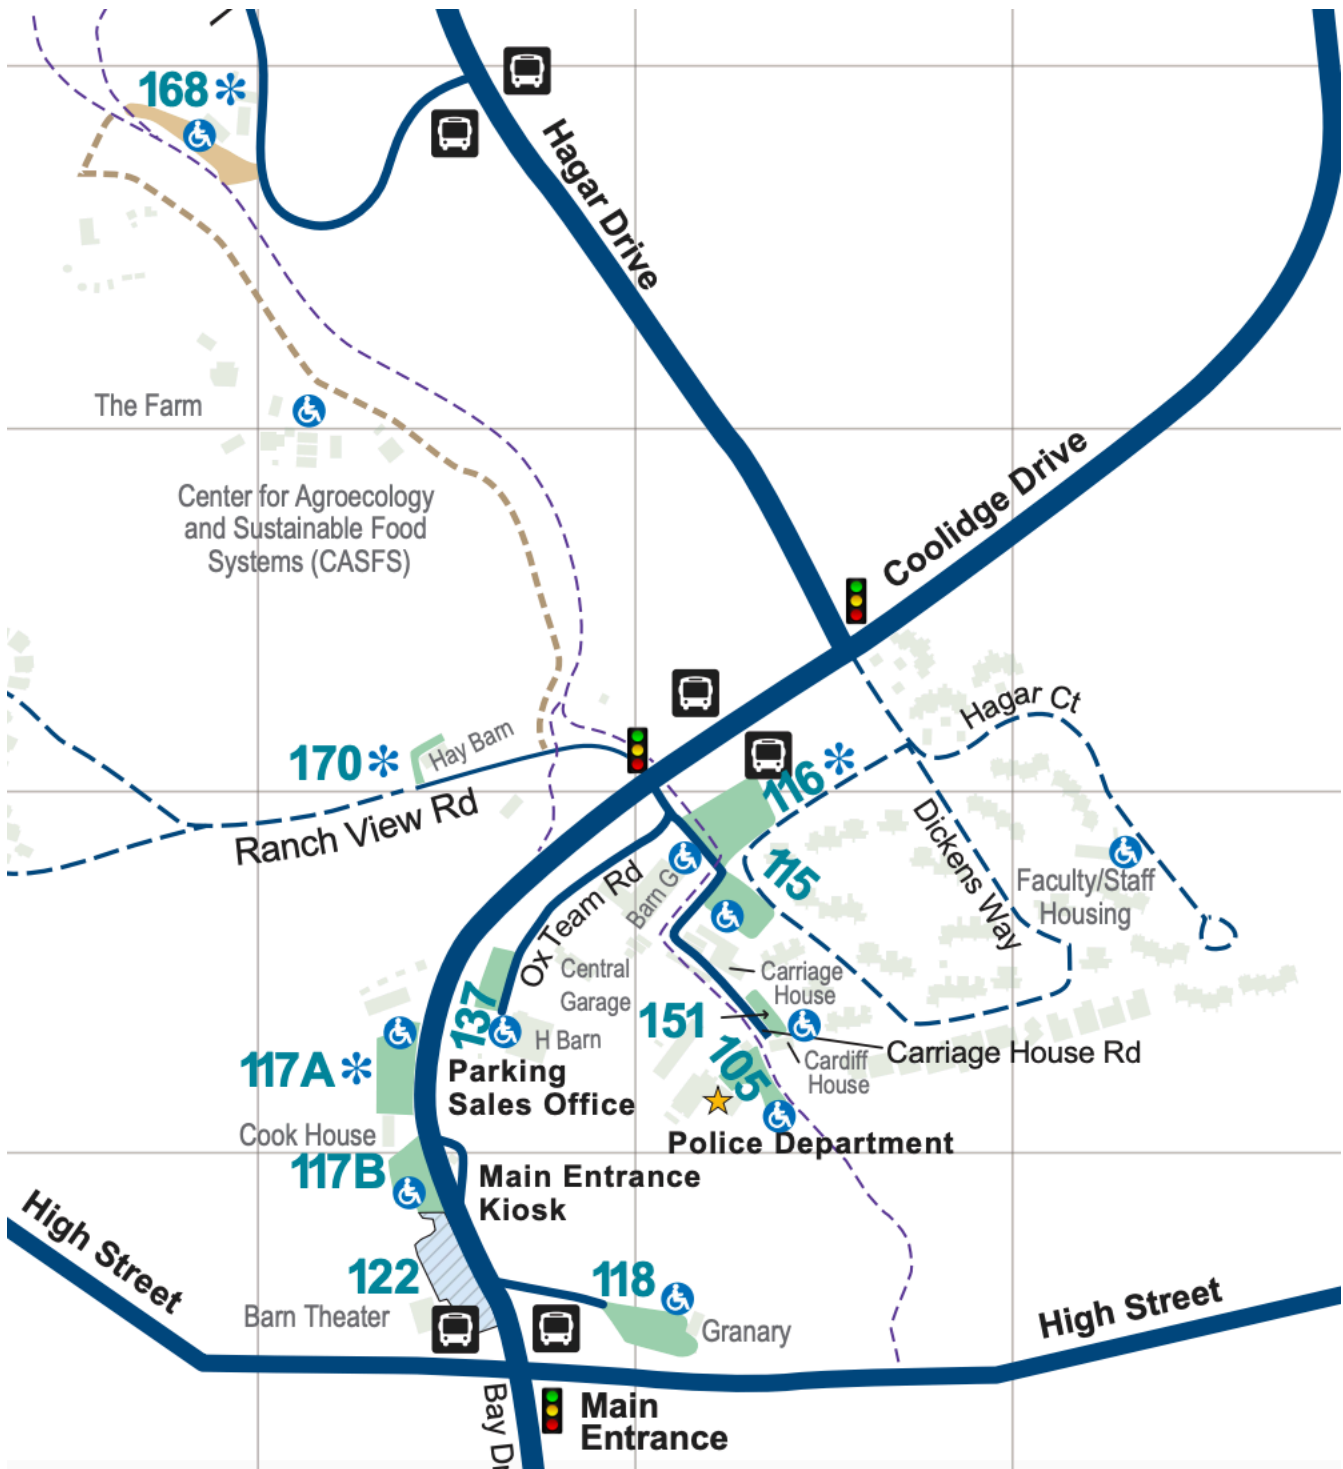 168
Hagar Drive
The Farm
Center for Agroecology
and Sustainable Food
Systems (CASFS)
Coolidge Drive
Hagar Ct
170
Hay Barn
Ranch View Rd
116
115
Dickens Way
Faculty/Staff
Housing
Barn G
Ox Team Rd
Central
Garage
Carriage
House
137
151
H Barn
Carriage House Rd
Cardiff
House
105
117A
Parking
Sales Office
Police Department
Cook House
117B
Main Entrance
Kiosk
High Street
122
118
Barn Theater
Granary
High Street
Bay Dr
Main
Entrance